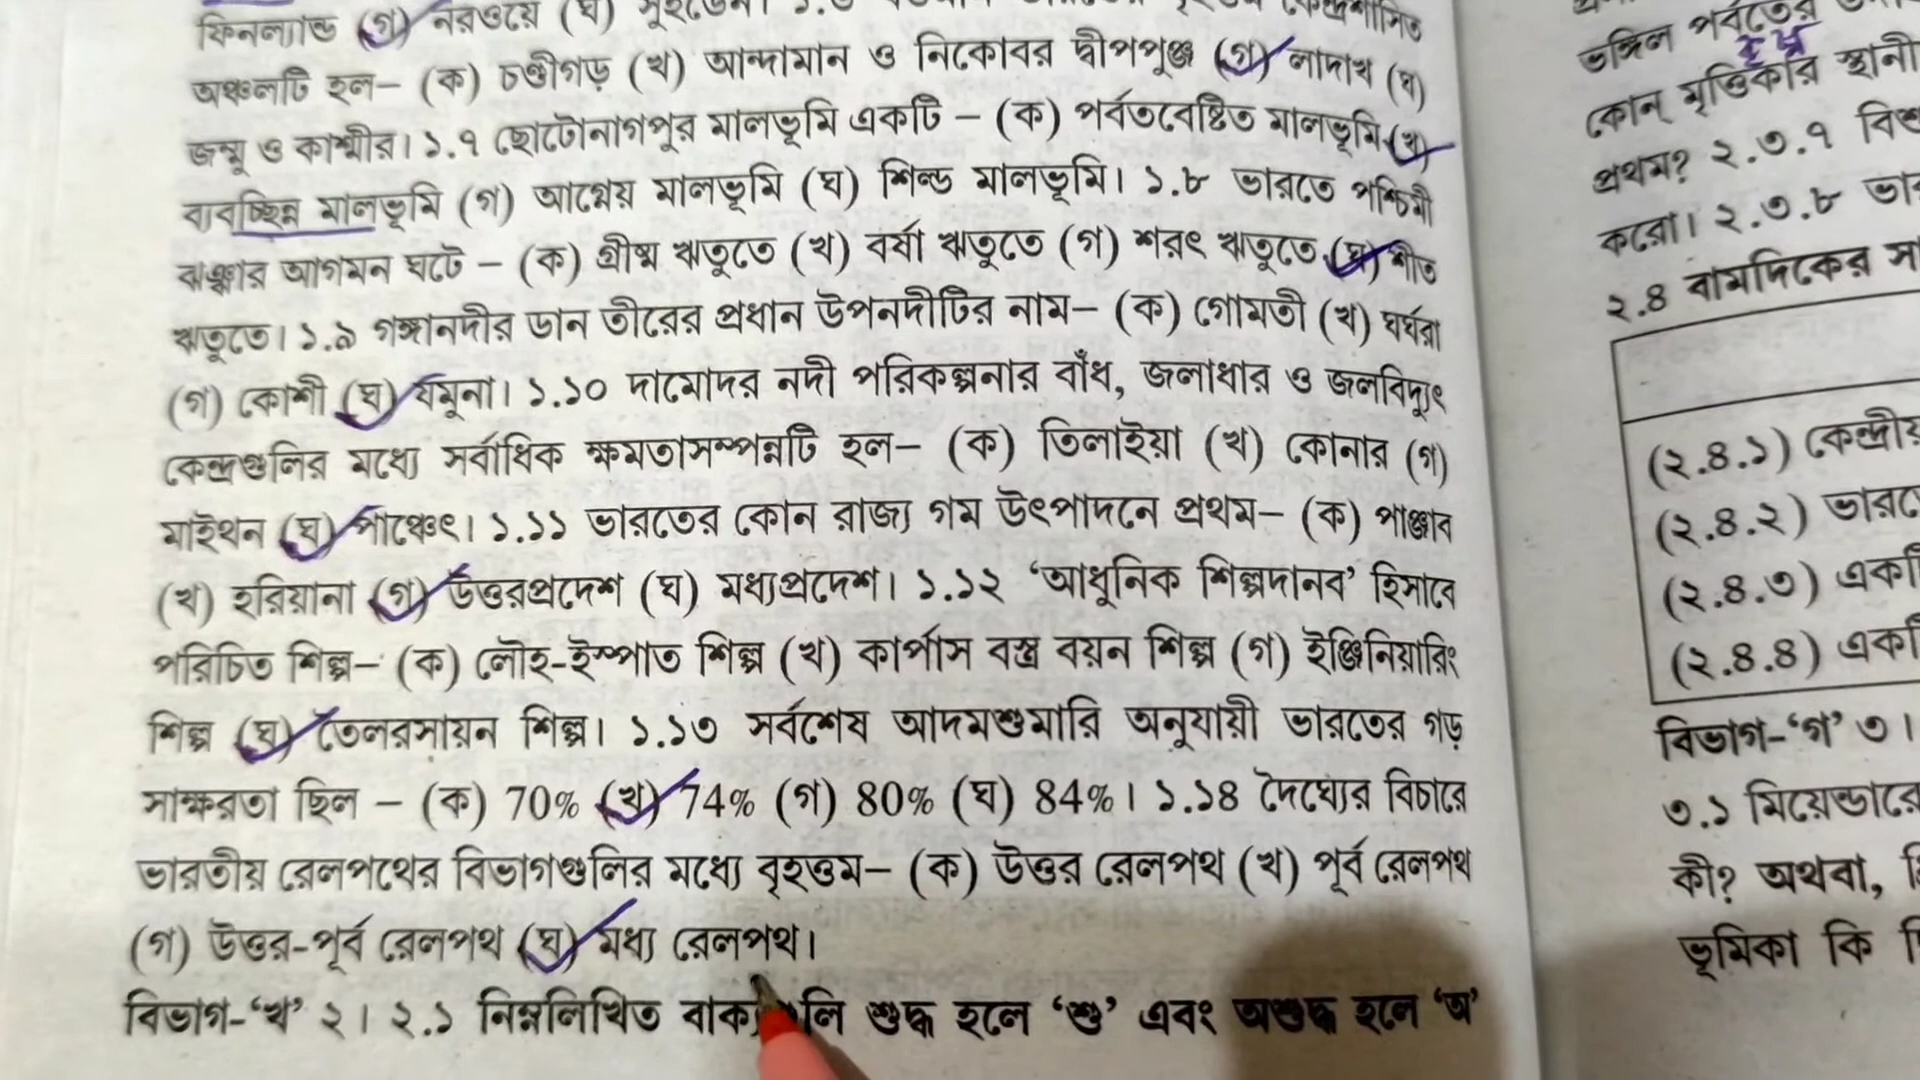 ফিনল্যান্ড (গ) নরওয়ে (ঘ) সুইডেন।
অঞ্চলটি হল– (ক) চণ্ডীগড় (খ) আন্দামান ও নিকোবর দ্বীপপুঞ্জ (গ) লাদাখ (ঘ)
জম্মু ও কাশ্মীর। ১.৭ ছোটোনাগপুর মালভূমি একটি – (ক) পর্বতবেষ্টিত মালভূমি (খ)
ব্যবচ্ছিন্ন মালভূমি (গ) আগ্নেয় মালভূমি (ঘ) শিল্ড মালভূমি। ১.৮ ভারতে পশ্চিমী
ঝঞ্ঝার আগমন ঘটে – (ক) গ্রীষ্ম ঋতুতে (খ) বর্ষা ঋতুতে (গ) শরৎ ঋতুতে (ঘ) শীত
ঋতুতে। ১.৯ গঙ্গানদীর ডান তীরের প্রধান উপনদীটির নাম– (ক) গোমতী (খ) ঘর্ঘরা
(গ) কোশী (ঘ) যমুনা। ১.১০ দামোদর নদী পরিকল্পনার বাঁধ, জলাধার ও জলবিদ্যুৎ
কেন্দ্রগুলির মধ্যে সর্বাধিক ক্ষমতাসম্পন্নটি হল– (ক) তিলাইয়া (খ) কোনার (গ)
মাইথন (ঘ) পাঞ্চেৎ। ১.১১ ভারতের কোন রাজ্য গম উৎপাদনে প্রথম– (ক) পাঞ্জাব
(খ) হরিয়ানা (গ) উত্তরপ্রদেশ (ঘ) মধ্যপ্রদেশ। ১.১২ ‘আধুনিক শিল্পদানব’ হিসাবে
পরিচিত শিল্প– (ক) লৌহ-ইস্পাত শিল্প (খ) কার্পাস বস্ত্র বয়ন শিল্প (গ) ইঞ্জিনিয়ারিং
শিল্প (ঘ) তৈলরসায়ন শিল্প। ১.১৩ সর্বশেষ আদমশুমারি অনুযায়ী ভারতের গড়
সাক্ষরতা ছিল – (ক) 70% (খ) 74% (গ) 80% (ঘ) 84%। ১.১৪ দৈর্ঘ্যের বিচারে
ভারতীয় রেলপথের বিভাগগুলির মধ্যে বৃহত্তম– (ক) উত্তর রেলপথ (খ) পূর্ব রেলপথ
(গ) উত্তর-পূর্ব রেলপথ (ঘ) মধ্য রেলপথ।
বিভাগ-‘খ’ ২। ২.১ নিম্নলিখিত শুদ্ধ হলে ‘শু’ এবং অশুদ্ধ হলে ‘অ’
ভঙ্গিল পর্বতের
কোন্ মৃত্তিকার
প্রথম? ২.৩.৭
করো। ২.৩.৮
২.৪ বামদিকের
(২.৪.১)
(২.৪.২)
(২.৪.৩)
(২.৪.৪)
বিভাগ-‘গ’ ৩।
৩.১
কী? অথবা,
ভূমিকা কি